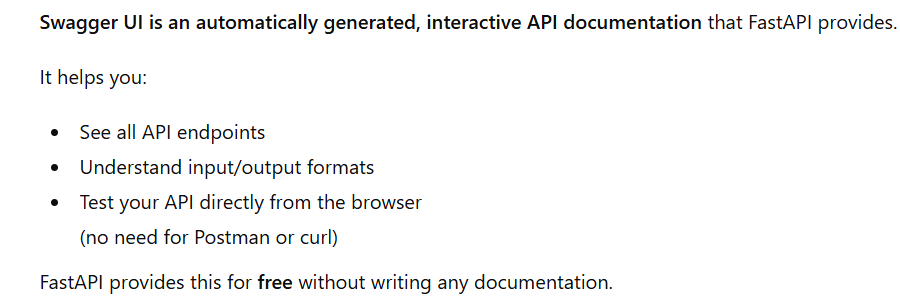 Swagger UI is an automatically generated, interactive API documentation that FastAPI provides.
It helps you:
• See all API endpoints
• Understand input/output formats
• Test your API directly from the browser
(no need for Postman or curl)
FastAPI provides this for free without writing any documentation.